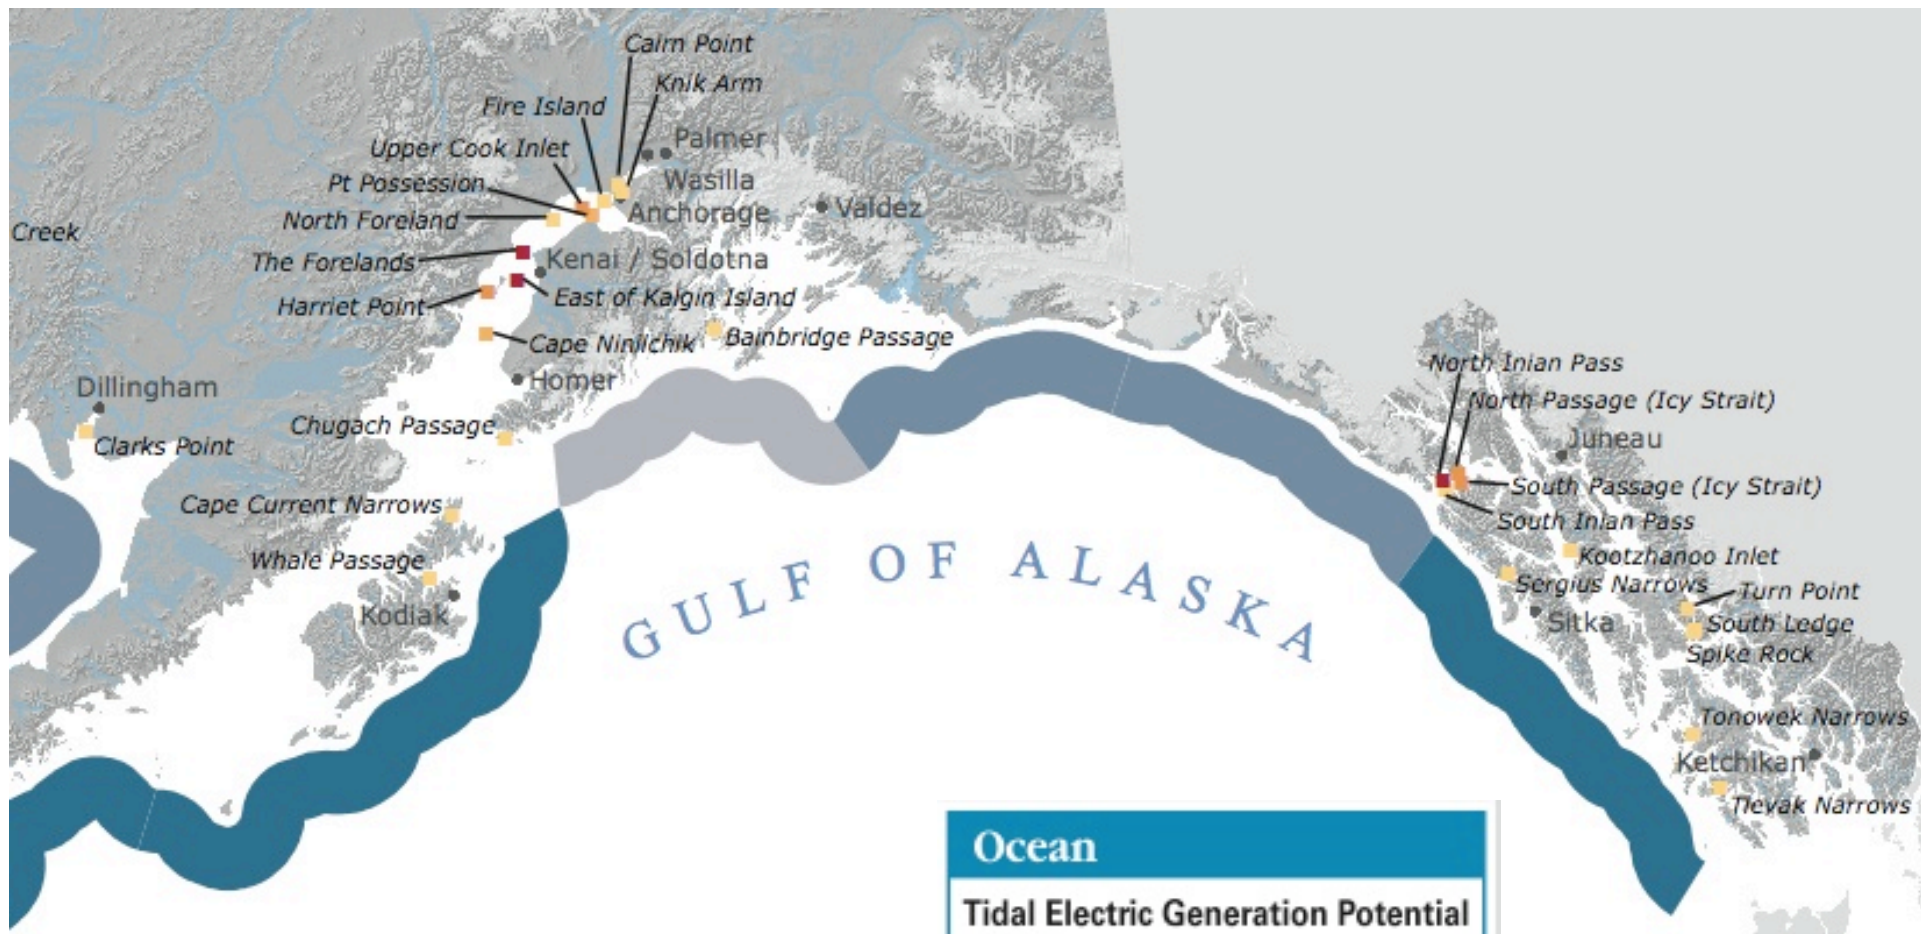 Cairn Point
Knik Arm
Fire Island
Palmer
Upper Cook Inlet
Wasilla
Pt Possession
Anchorage
Valdez
North Foreland
Creek
The Forelands
Kenai / Soldotna
East of Kalgin Island
Harriet Point
Bainbridge Passage
Cape Ninilchik
Homer
Dillingham
Clarks Point
Chugach Passage
Cape Current Narrows
Whale Passage
Kodiak
GULF OF ALASKA
North Inian Pass
North Passage (Icy Strait)
Juneau
South Passage (Icy Strait)
South Inian Pass
Kootzhanoo Inlet
Sergius Narrows
Turn Point
Sitka
South Ledge
Spike Rock
Tonowek Narrows
Ketchikan
Tlevak Narrows
Ocean
Tidal Electric Generation Potential